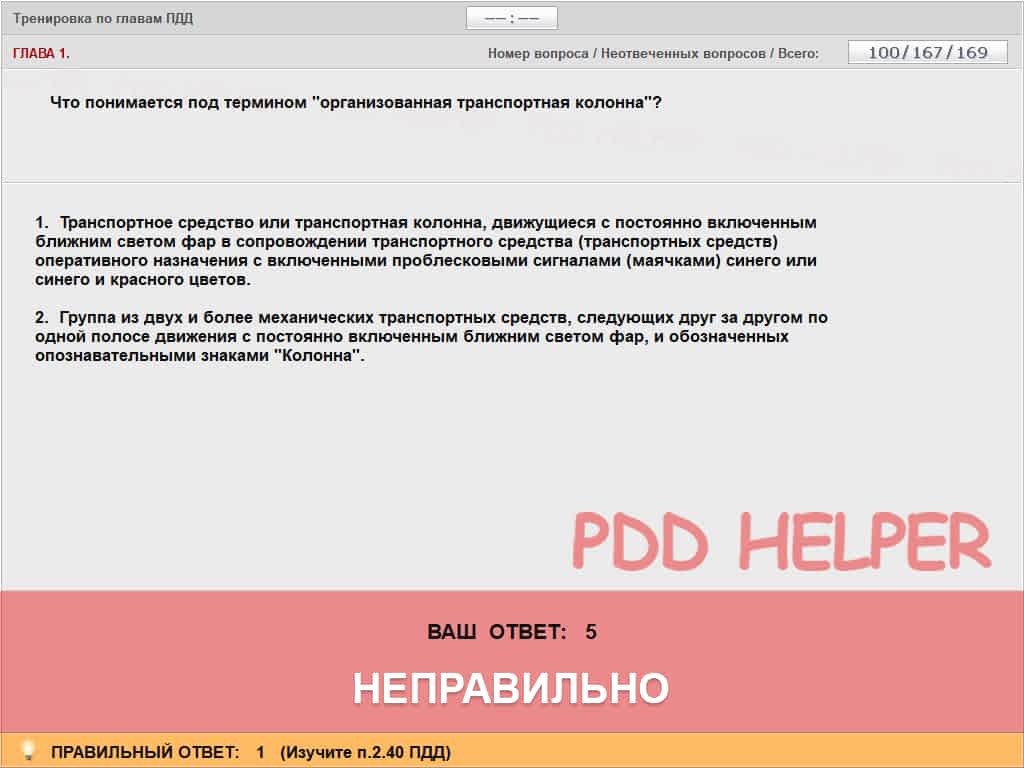 Тренировка по главам ПДД
—— : ——
ГЛАВА 1.
Номер вопроса / Неотвеченных вопросов / Всего:
100/167/169
Что понимается под термином "организованная транспортная колонна"?
1. Транспортное средство или транспортная колонна, движущиеся с постоянно включенным
ближним светом фар в сопровождении транспортного средства (транспортных средств)
оперативного назначения с включенными проблесковыми сигналами (маячками) синего или
синего и красного цветов.
2. Группа из двух и более механических транспортных средств, следующих друг за другом по
одной полосе движения с постоянно включенным ближним светом фар, и обозначенных
опознавательными знаками "Колонна".
PDD HELPER
ВАШ ОТВЕТ: 5
НЕПРАВИЛЬНО
ПРАВИЛЬНЫЙ ОТВЕТ: 1 (Изучите п.2.40 ПДД)